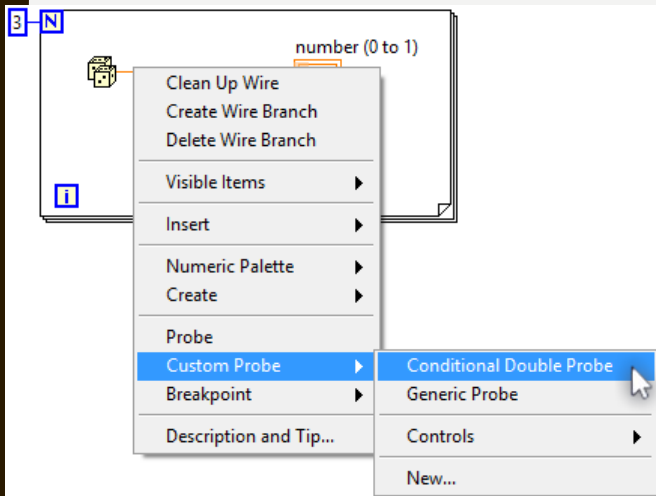 3 N
number (0 to 1)
i
Clean Up Wire
Create Wire Branch
Delete Wire Branch
Visible Items
Insert
Numeric Palette
Create
Probe
Custom Probe
Breakpoint
Description and Tip...
Conditional Double Probe
Generic Probe
Controls
New...